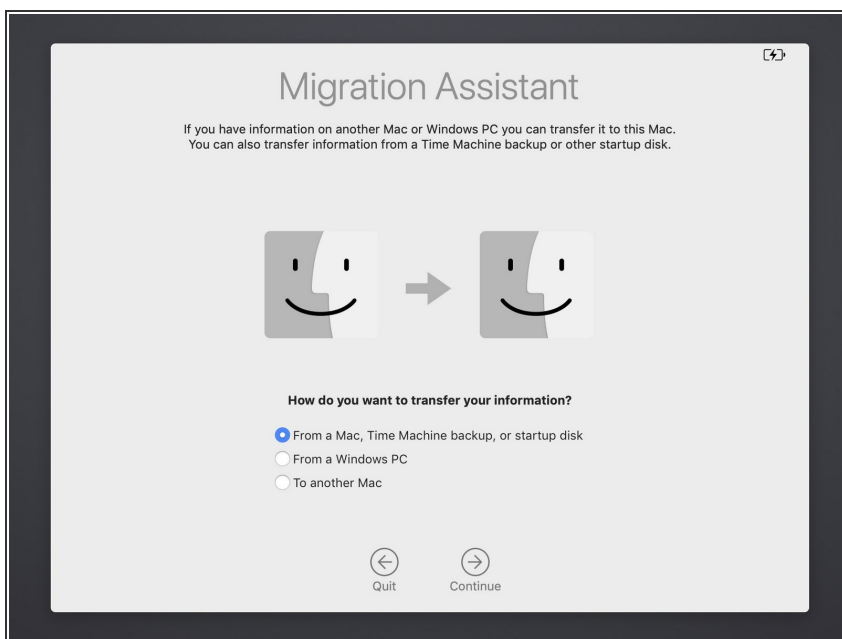 Migration Assistant
If you have information on another Mac or Windows PC you can transfer it to this Mac.
You can also transfer information from a Time Machine backup or other startup disk.
How do you want to transfer your information?
From a Mac, Time Machine backup, or startup disk
From a Windows PC
To another Mac
Quit
Continue